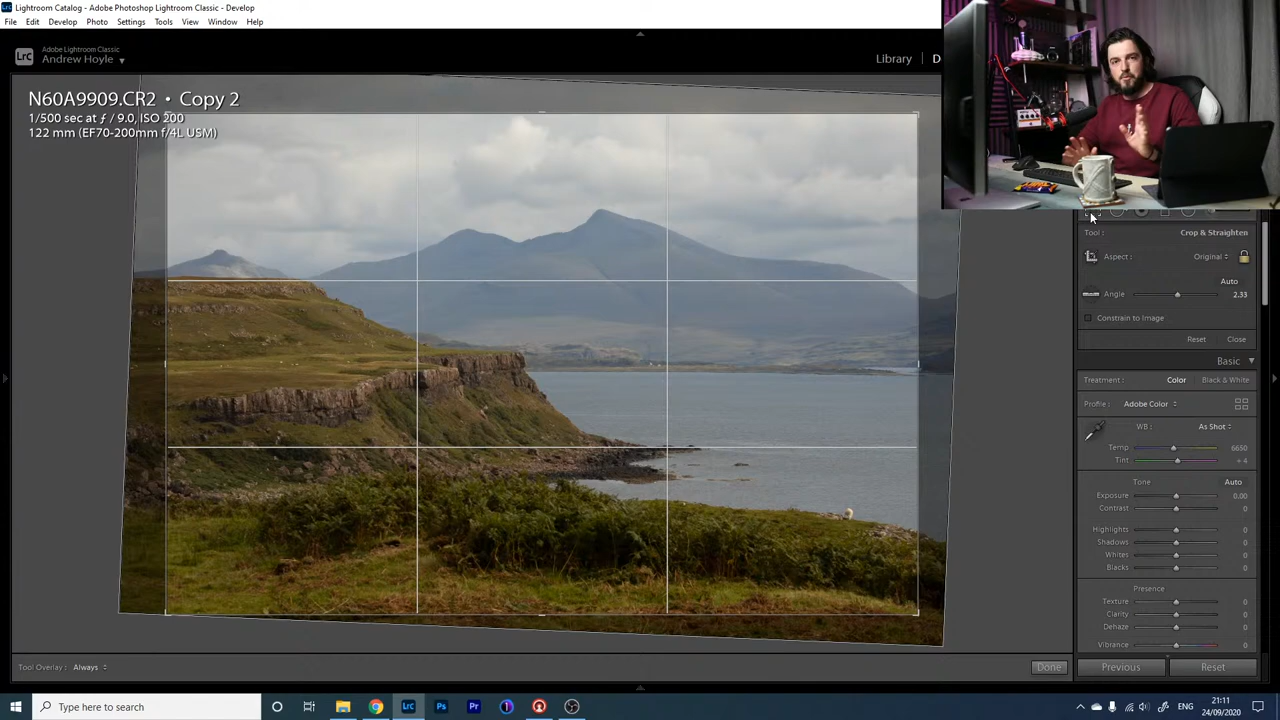 Lightroom Catalog - Adobe Photoshop Lightroom Classic - Develop
File Edit Develop Photo Settings Tools View Window Help
Lrc
Adobe Lightroom Classic
Andrew Hoyle
Library | D
N60A9909.CR2 • Copy 2
1/500 sec at ƒ / 9.0, ISO 200
122 mm (EF70-200mm f/4L USM)
Tool : Crop & Straighten
Aspect : Original
Auto
Angle 2.33
Constrain to Image
Reset Close
Basic
Treatment : Color Black & White
Profile : Adobe Color
WB : As Shot
Temp 6650
Tint + 4
Tone Auto
Exposure 0.00
Contrast 0
Highlights 0
Shadows 0
Whites 0
Blacks 0
Presence
Texture 0
Clarity 0
Dehaze 0
Vibrance 0
Tool Overlay : Always Done Previous Reset
Type here to search
LrC Ps Pr
ENG
21:11
24/09/2020